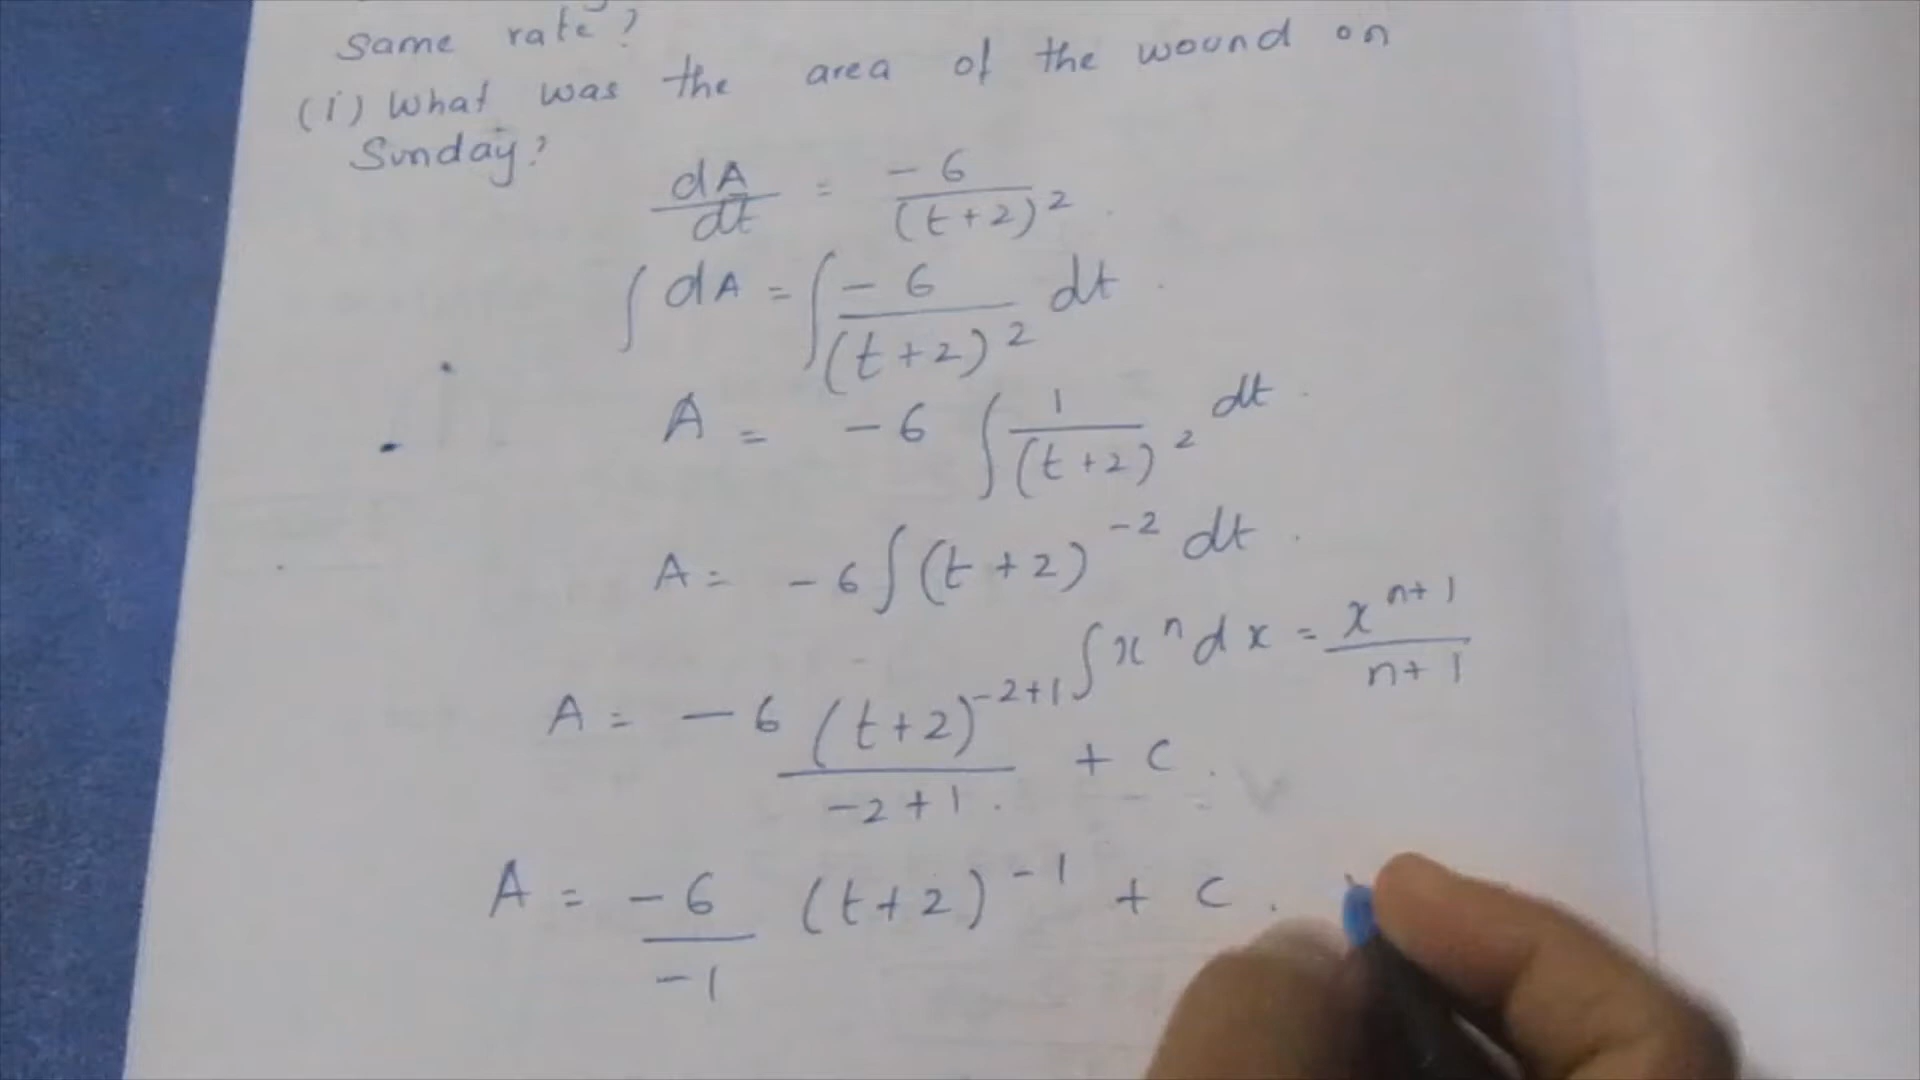 same rate?
(i) What was the area of the wound on
Sunday?
dA/dt = -6/(t+2)²
∫ dA = ∫ -6/(t+2)² dt
A = -6 ∫ 1/(t+2)² dt
A = -6 ∫ (t+2)⁻² dt
∫ xⁿ dx = xⁿ⁺¹/n+1
A = -6 (t+2)⁻²⁺¹/-2+1 + c
A = -6/-1 (t+2)⁻¹ + c